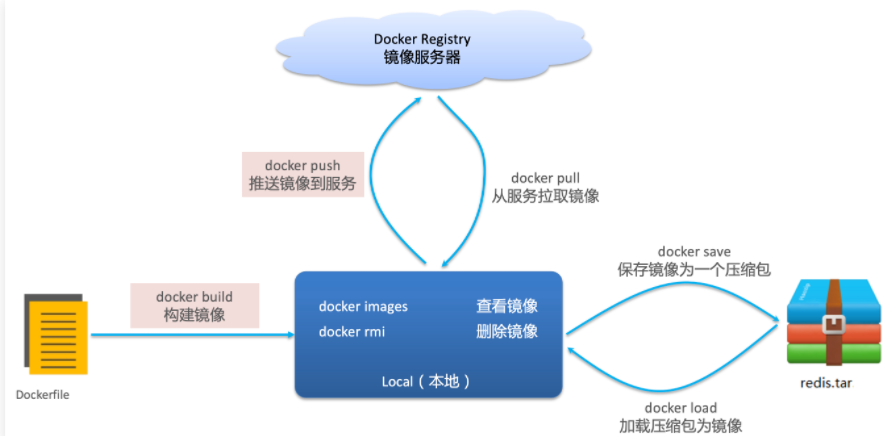 Docker Registry
镜像服务器
docker push
推送镜像到服务
docker pull
从服务拉取镜像
docker save
保存镜像为一个压缩包
docker build
构建镜像
docker images 查看镜像
docker rmi 删除镜像
Local（本地）
Dockerfile
redis.tar
docker load
加载压缩包为镜像